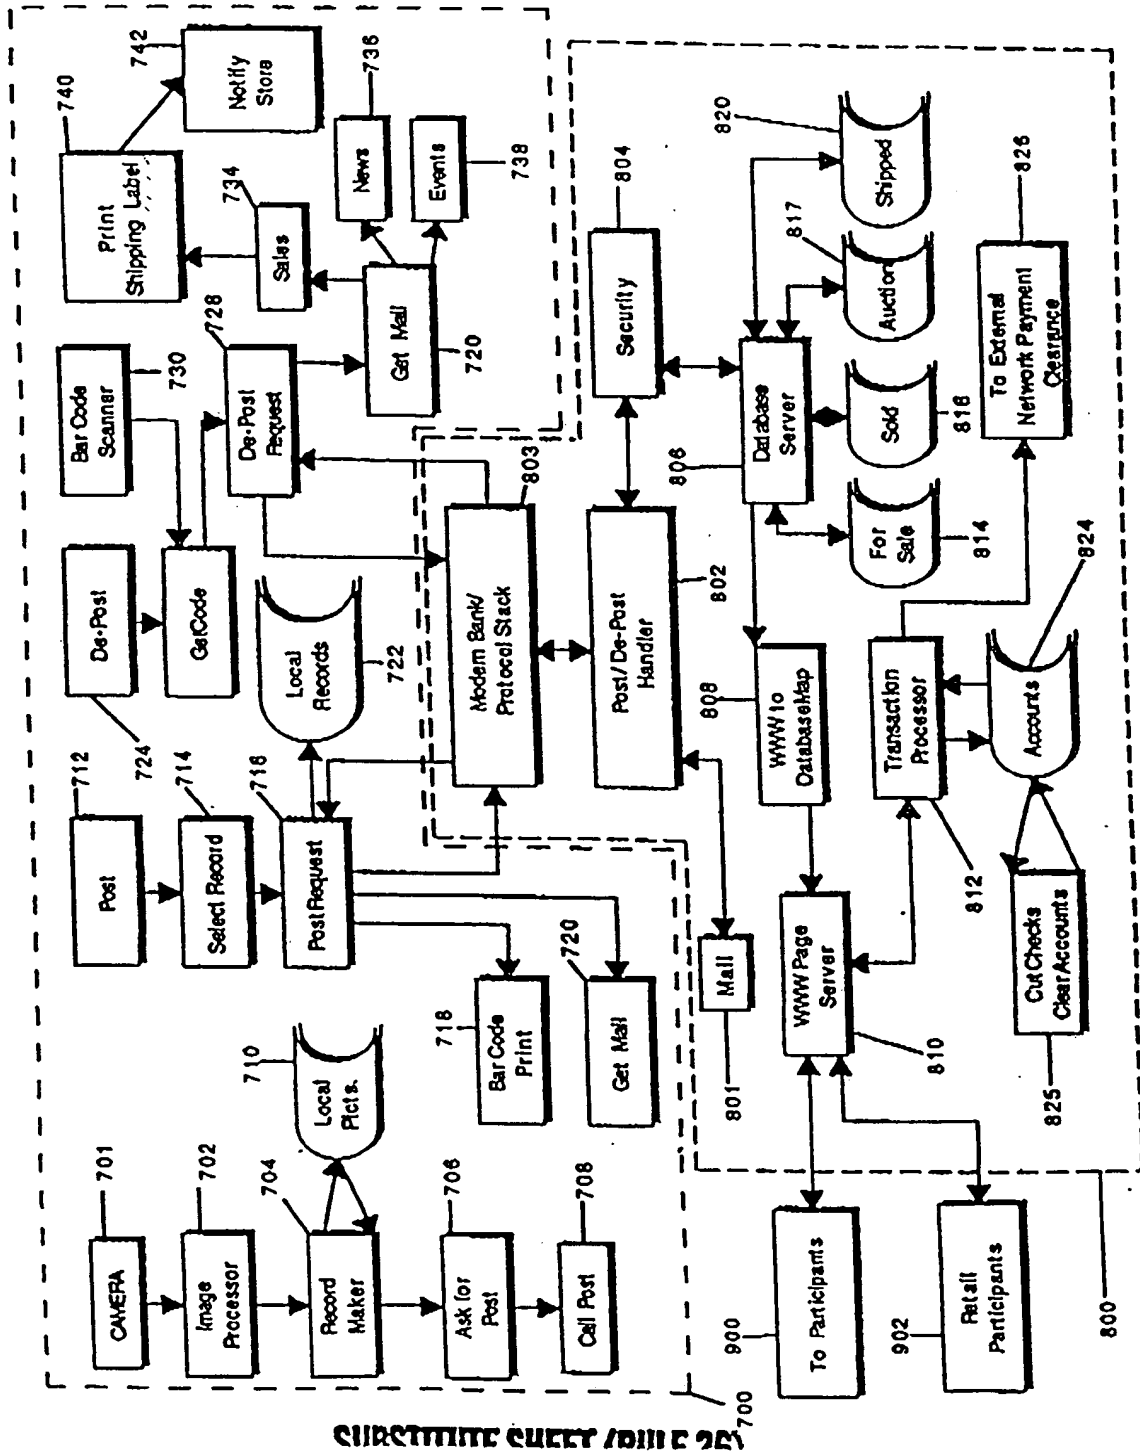 CAMERA
701
Image
Processor
702
Record
Maker
704
Ask for
Post
706
Call Post
708
Local
Picts.
710
Post
712
Select Record
714
Post Request
716
Bar Code
Print
718
Get Mail
720
Local
Records
722
De-Post
724
GetCode
Bar Code
Scanner
730
De-Post
Request
728
Get Mail
720
Sales
734
News
736
Events
738
Print
Shipping Label
740
Notify
Store
742
700
Modem Bank/
Protocol Stack
803
Post/De-Post
Handler
802
Security
804
Mail
801
Database
Server
806
WWW to
DatabaseMap
808
WWW Page
Server
810
Transaction
Processor
812
For
Sale
814
Sold
816
Auction
817
Shipped
820
Accounts
824
Cut Checks
Clear Accounts
825
To External
Network Payment
Clearance
826
To Participants
900
Retail
Participants
902
800
SUBSTITUTE SHEET (RULE 26)